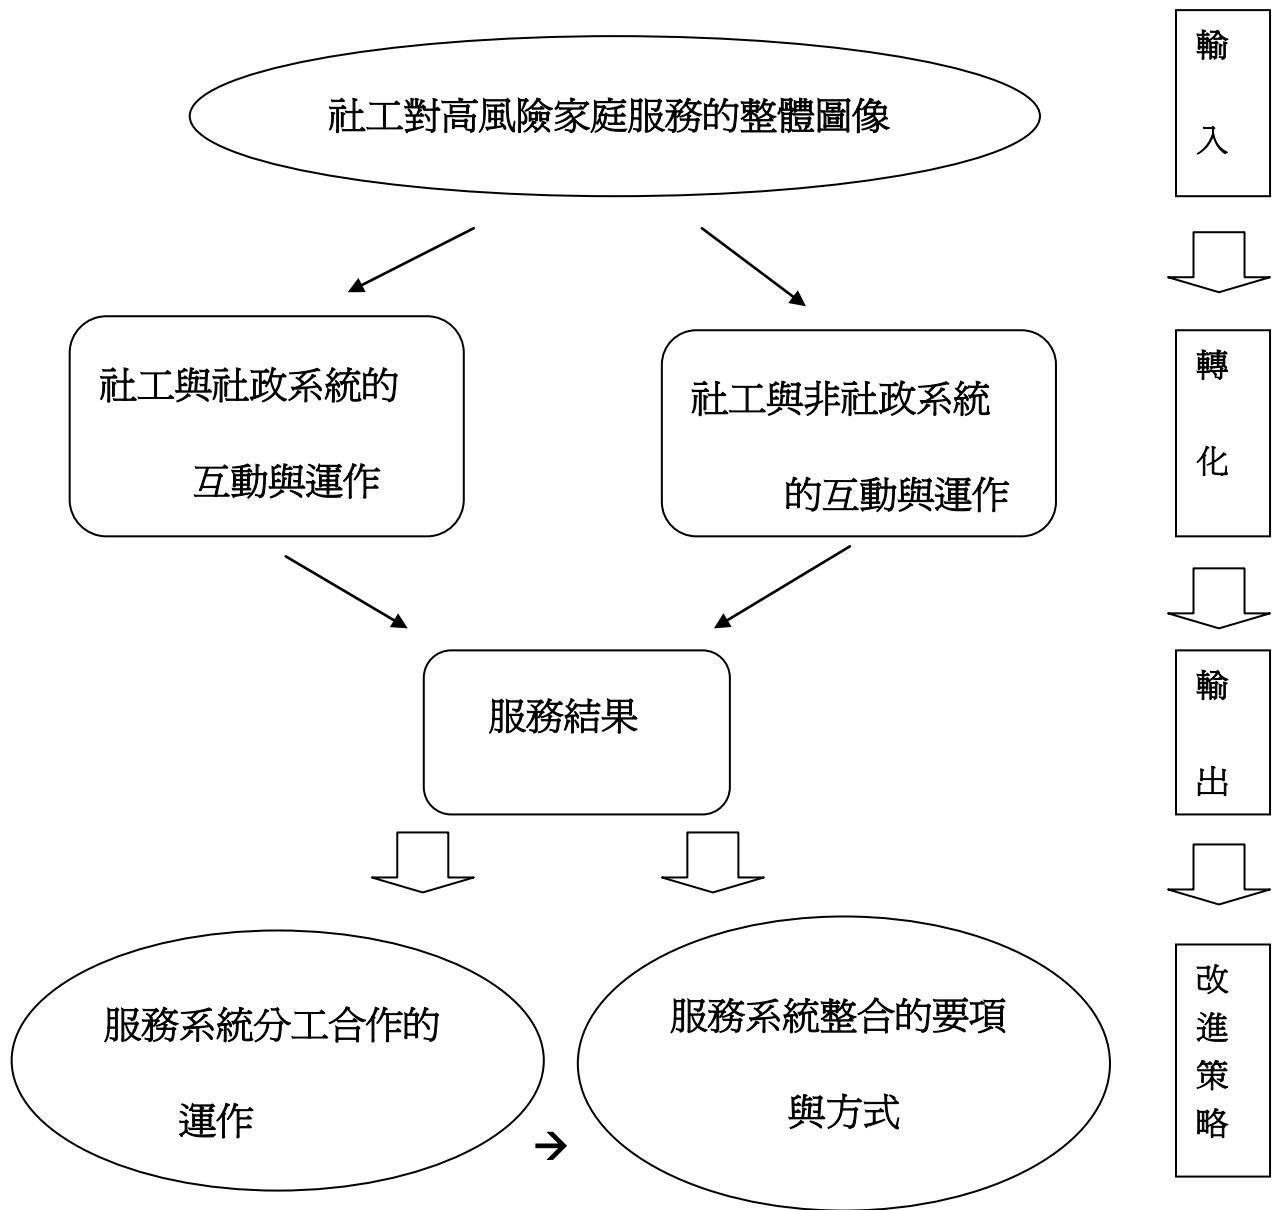 社工對高風險家庭服務的整體圖像
輸
入
社工與社政系統的
互動與運作
社工與非社政系統
的互動與運作
轉
化
服務結果
輸
出
服務系統分工合作的
運作
→
服務系統整合的要項
與方式
改
進
策
略